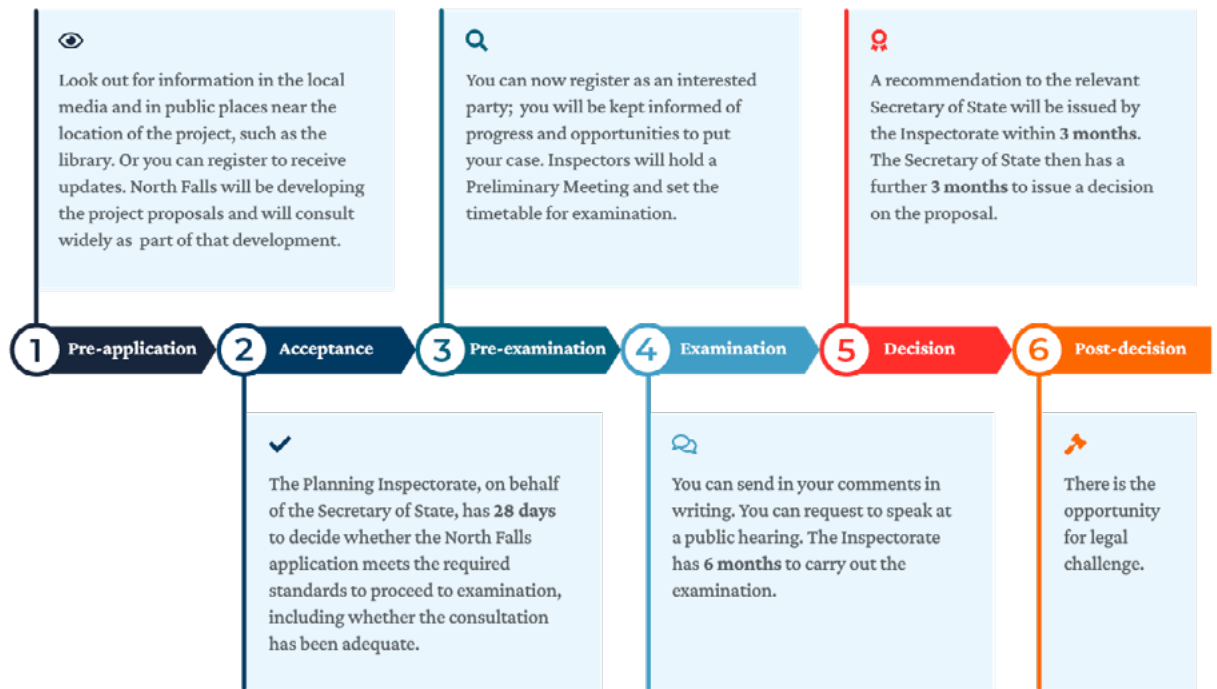 Look out for information in the local
media and in public places near the
location of the project, such as the
library. Or you can register to receive
updates. North Falls will be developing
the project proposals and will consult
widely as part of that development.
You can now register as an interested
party; you will be kept informed of
progress and opportunities to put
your case. Inspectors will hold a
Preliminary Meeting and set the
timetable for examination.
A recommendation to the relevant
Secretary of State will be issued by
the Inspectorate within 3 months.
The Secretary of State then has a
further 3 months to issue a decision
on the proposal.
1 Pre-application 2 Acceptance 3 Pre-examination 4 Examination 5 Decision 6 Post-decision
The Planning Inspectorate, on behalf
of the Secretary of State, has 28 days
to decide whether the North Falls
application meets the required
standards to proceed to examination,
including whether the consultation
has been adequate.
You can send in your comments in
writing. You can request to speak at
a public hearing. The Inspectorate
has 6 months to carry out the
examination.
There is the
opportunity
for legal
challenge.